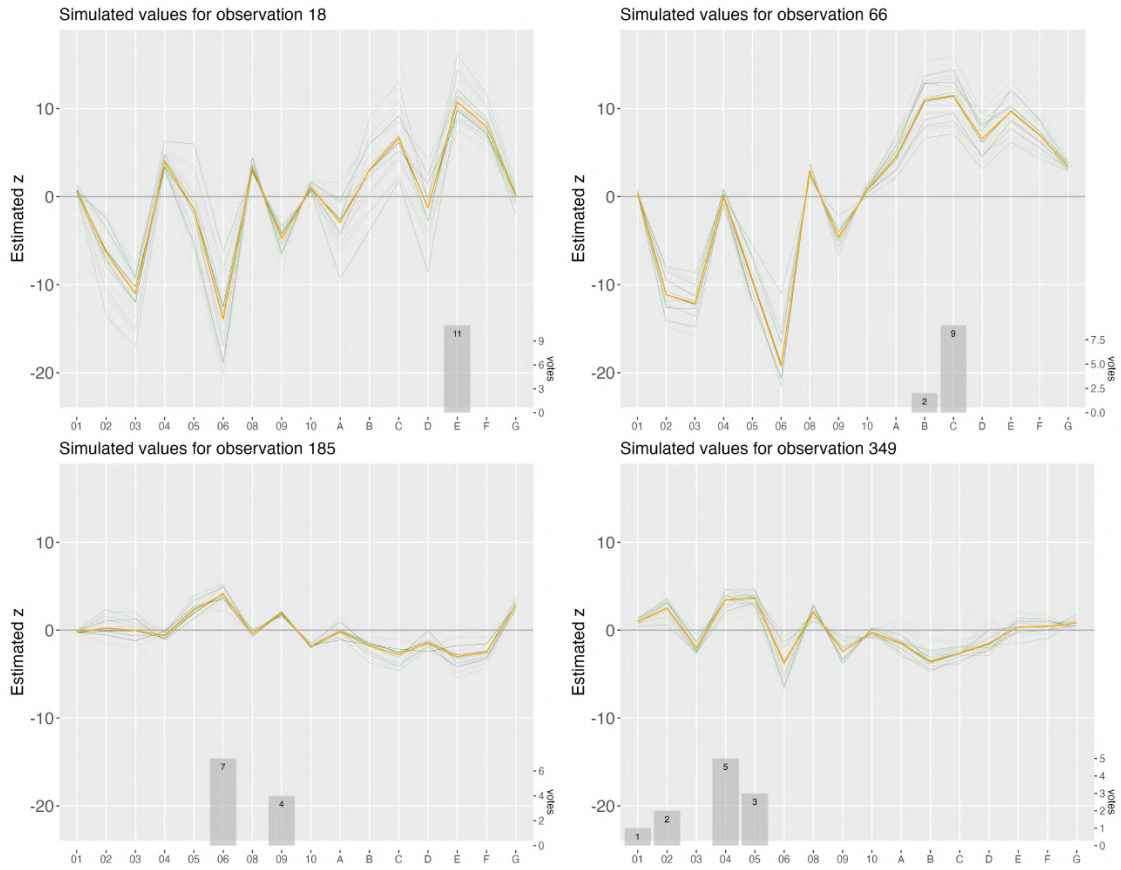 Simulated values for observation 18
Estimated z
10
0
-10
-20
11
9
6
3
0
votes
01 02 03 04 05 06 08 09 10 A B C D E F G
Simulated values for observation 66
Estimated z
10
0
-10
-20
2
9
7.5
5.0
2.5
0.0
votes
01 02 03 04 05 06 08 09 10 A B C D E F G
Simulated values for observation 185
Estimated z
10
0
-10
-20
7
4
6
4
2
0
votes
01 02 03 04 05 06 08 09 10 A B C D E F G
Simulated values for observation 349
Estimated z
10
0
-10
-20
1
2
5
3
5
4
3
2
1
0
votes
01 02 03 04 05 06 08 09 10 A B C D E F G